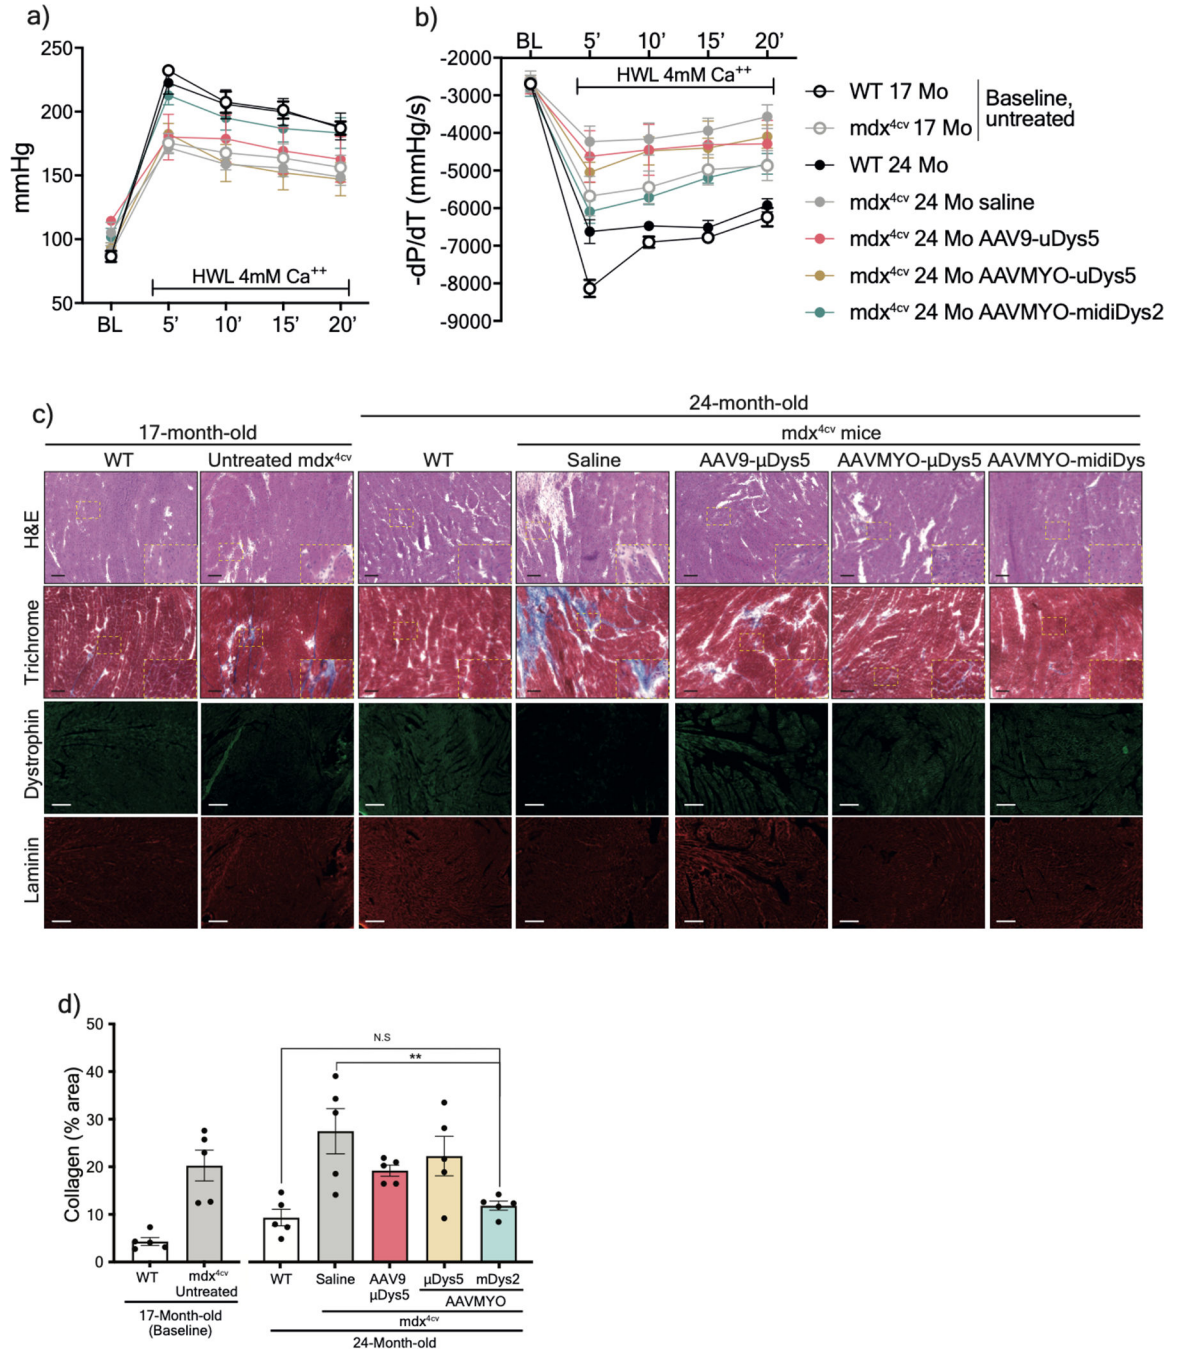 a)
250
200
150
100
50
mmHg
HWL 4mM Ca++
BL 5’ 10’ 15’ 20’
b)
BL 5’ 10’ 15’ 20’
HWL 4mM Ca++
-2000
-3000
-4000
-5000
-6000
-7000
-8000
-9000
-dP/dT (mmHg/s)
WT 17 Mo
mdx4cv 17 Mo
Baseline,
untreated
WT 24 Mo
mdx4cv 24 Mo saline
mdx4cv 24 Mo AAV9-uDys5
mdx4cv 24 Mo AAVMYO-uDys5
mdx4cv 24 Mo AAVMYO-midiDys2
c)
24-month-old
17-month-old
mdx4cv mice
WT Untreated mdx4cv WT Saline AAV9-μDys5 AAVMYO-μDys5 AAVMYO-midiDys
H&E
Trichrome
Dystrophin
Laminin
d)
50
40
30
20
10
0
Collagen (% area)
N.S
**
WT mdx4cv
Untreated
17-Month-old
(Baseline)
WT Saline AAV9
μDys5
μDys5 mDys2
AAVMYO
mdx4cv
24-Month-old